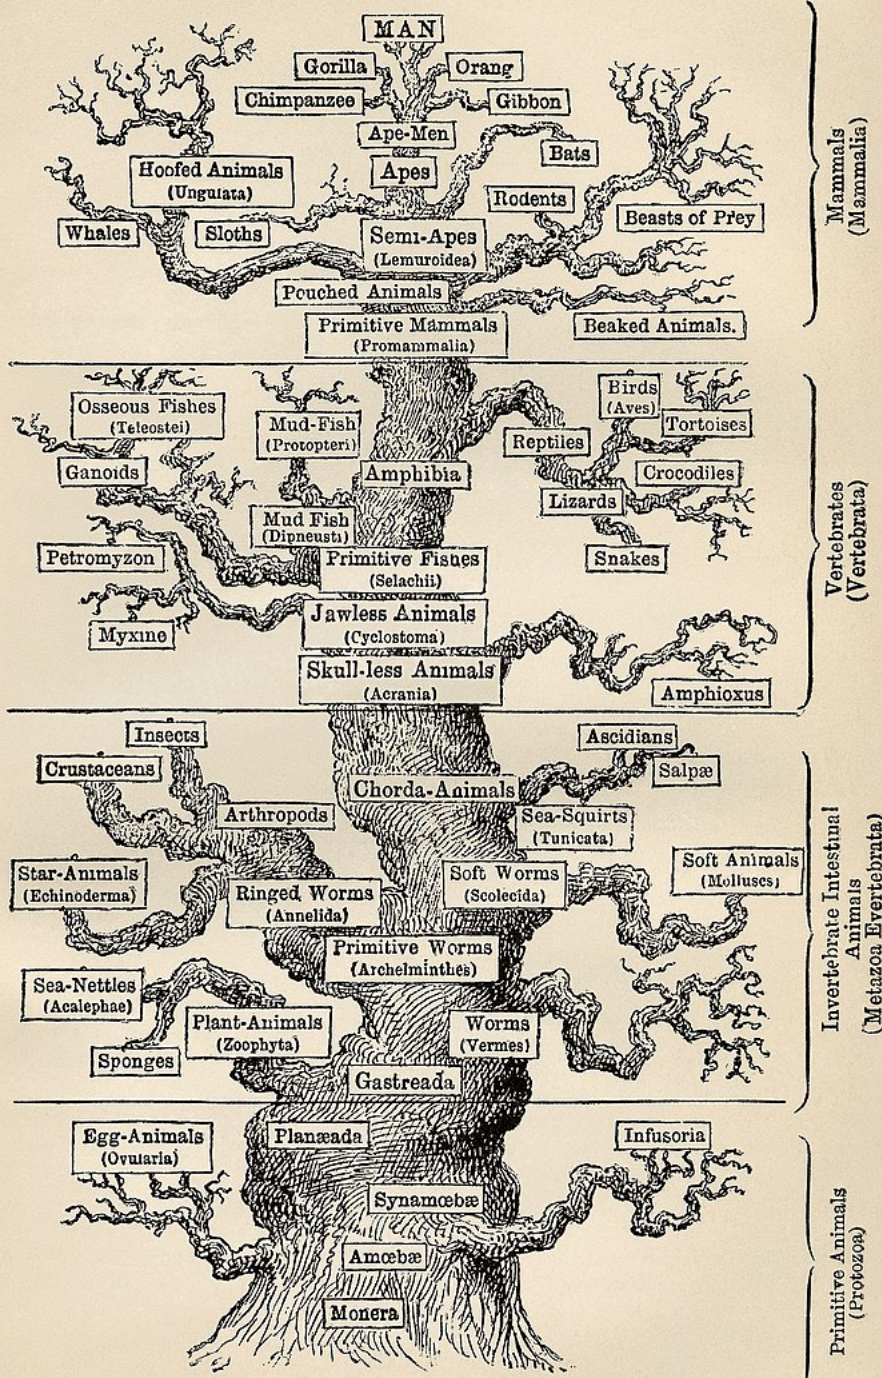 MAN
Gorilla
Orang
Chimpanzee
Gibbon
Ape-Men
Bats
Hoofed Animals
(Ungulata)
Apes
Rodents
Beasts of Prey
Whales
Sloths
Semi-Apes
(Lemuroidea)
Pouched Animals
Primitive Mammals
(Promammalia)
Beaked Animals.
Mammals
(Mammalia)
Osseous Fishes
(Teleostei)
Mud-Fish
(Protopteri)
Birds
(Aves)
Tortoises
Reptiles
Ganoids
Amphibia
Crocodiles
Lizards
Mud Fish
(Dipneusti)
Petromyzon
Primitive Fishes
(Selachii)
Snakes
Jawless Animals
(Cyclostoma)
Myxine
Skull-less Animals
(Acrania)
Amphioxus
Vertebrates
(Vertebrata)
Insects
Ascidians
Crustaceans
Salpæ
Chorda-Animals
Arthropods
Sea-Squirts
(Tunicata)
Star-Animals
(Echinoderma)
Ringed Worms
(Annelida)
Soft Worms
(Scolecida)
Soft Animals
(Molluscs)
Primitive Worms
(Archelminthes)
Sea-Nettles
(Acalephae)
Plant-Animals
(Zoophyta)
Worms
(Vermes)
Sponges
Gastreada
Invertebrate Intestinal
Animals
(Metazoa Evertebrata)
Egg-Animals
(Ovularia)
Planæada
Infusoria
Synamœbæ
Amœbæ
Monera
Primitive Animals
(Protozoa)